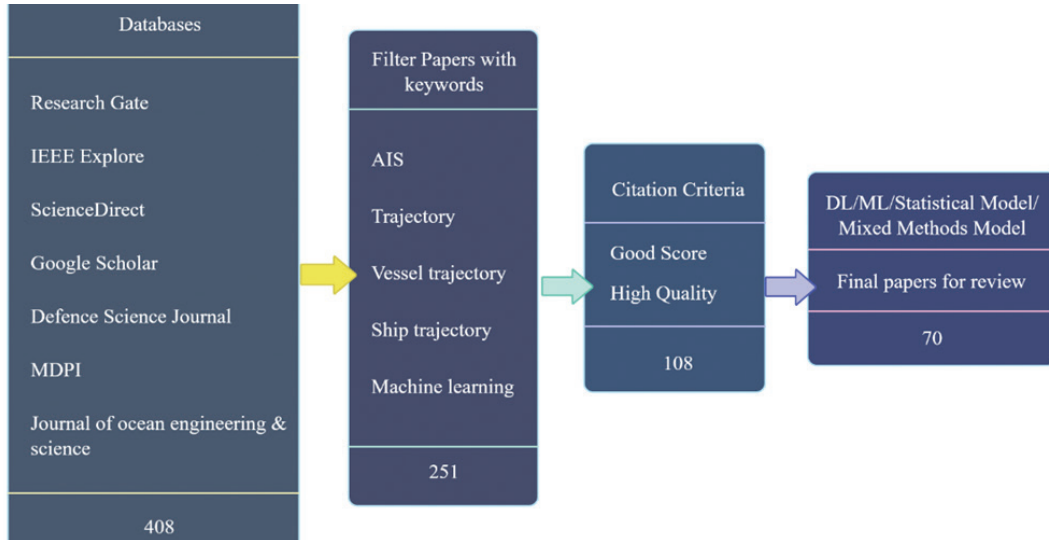 Databases
Research Gate
IEEE Explore
ScienceDirect
Google Scholar
Defence Science Journal
MDPI
Journal of ocean engineering &
science
408
Filter Papers with
keywords
AIS
Trajectory
Vessel trajectory
Ship trajectory
Machine learning
251
Citation Criteria
Good Score
High Quality
108
DL/ML/Statistical Model/
Mixed Methods Model
Final papers for review
70